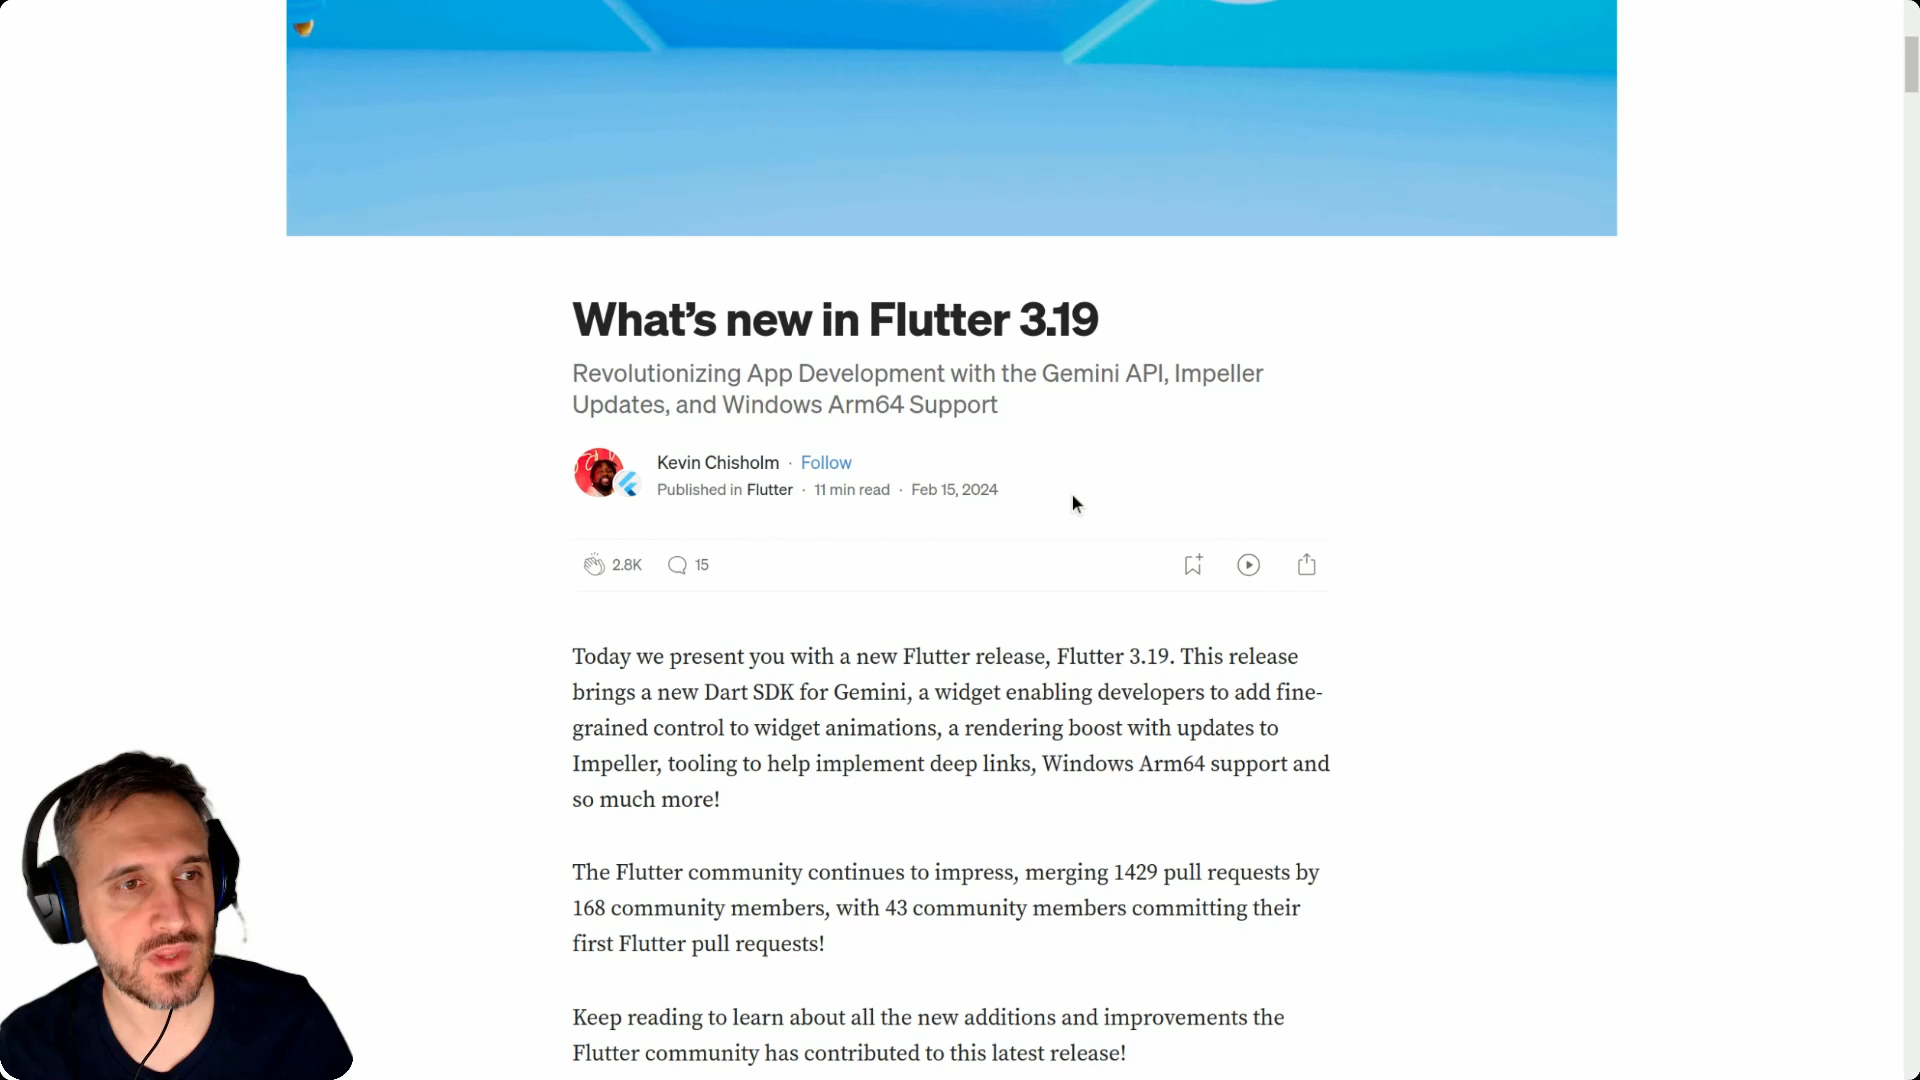 What’s new in Flutter 3.19
Revolutionizing App Development with the Gemini API, Impeller
Updates, and Windows Arm64 Support
Kevin Chisholm · Follow
Published in Flutter · 11 min read · Feb 15, 2024
2.8K 15
Today we present you with a new Flutter release, Flutter 3.19. This release
brings a new Dart SDK for Gemini, a widget enabling developers to add fine-
grained control to widget animations, a rendering boost with updates to
Impeller, tooling to help implement deep links, Windows Arm64 support and
so much more!
The Flutter community continues to impress, merging 1429 pull requests by
168 community members, with 43 community members committing their
first Flutter pull requests!
Keep reading to learn about all the new additions and improvements the
Flutter community has contributed to this latest release!